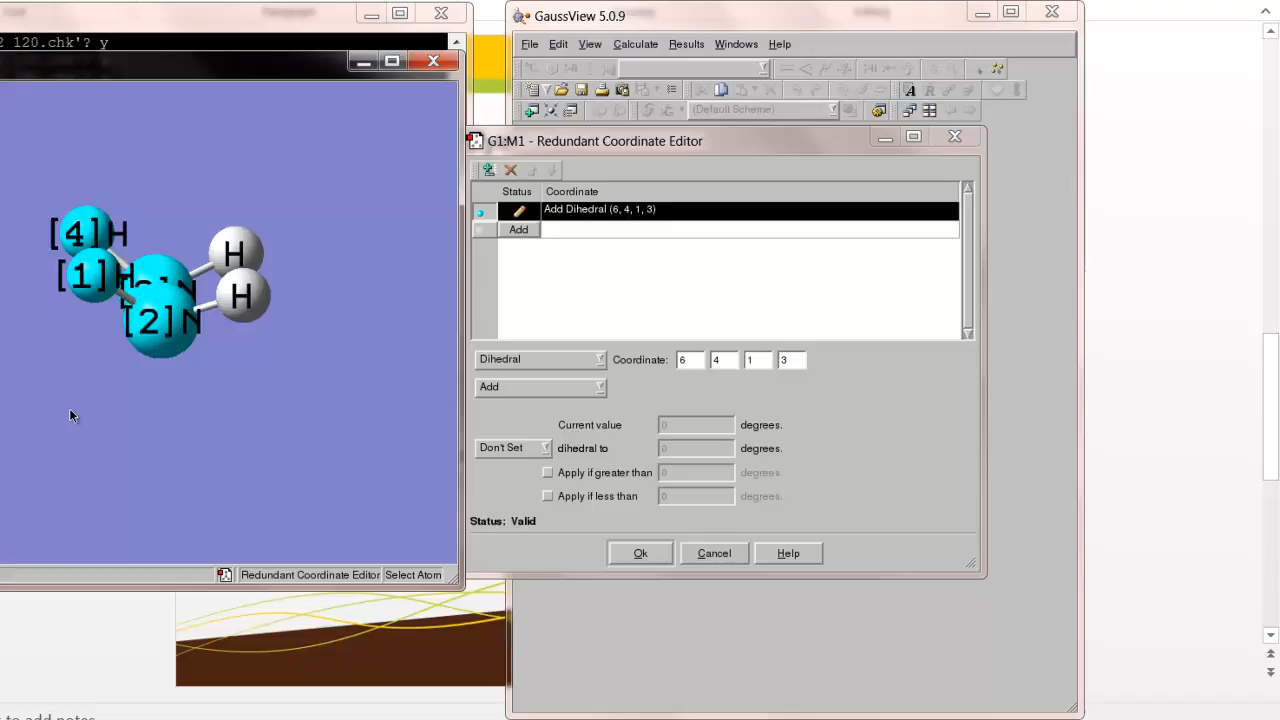 2 120.chk'? y
GaussView 5.0.9
File Edit View Calculate Results Windows Help
(Default Scheme)
G1:M1 - Redundant Coordinate Editor
Status Coordinate
Add Dihedral (6, 4, 1, 3)
Add
[4]H
[1]H
H
H
[2]N
Dihedral Coordinate: 6 4 1 3
Add
Current value 0 degrees.
Don't Set dihedral to 0 degrees.
Apply if greater than 0 degrees.
Apply if less than 0 degrees.
Status: Valid
Ok Cancel Help
Redundant Coordinate Editor Select Atom
to add notes